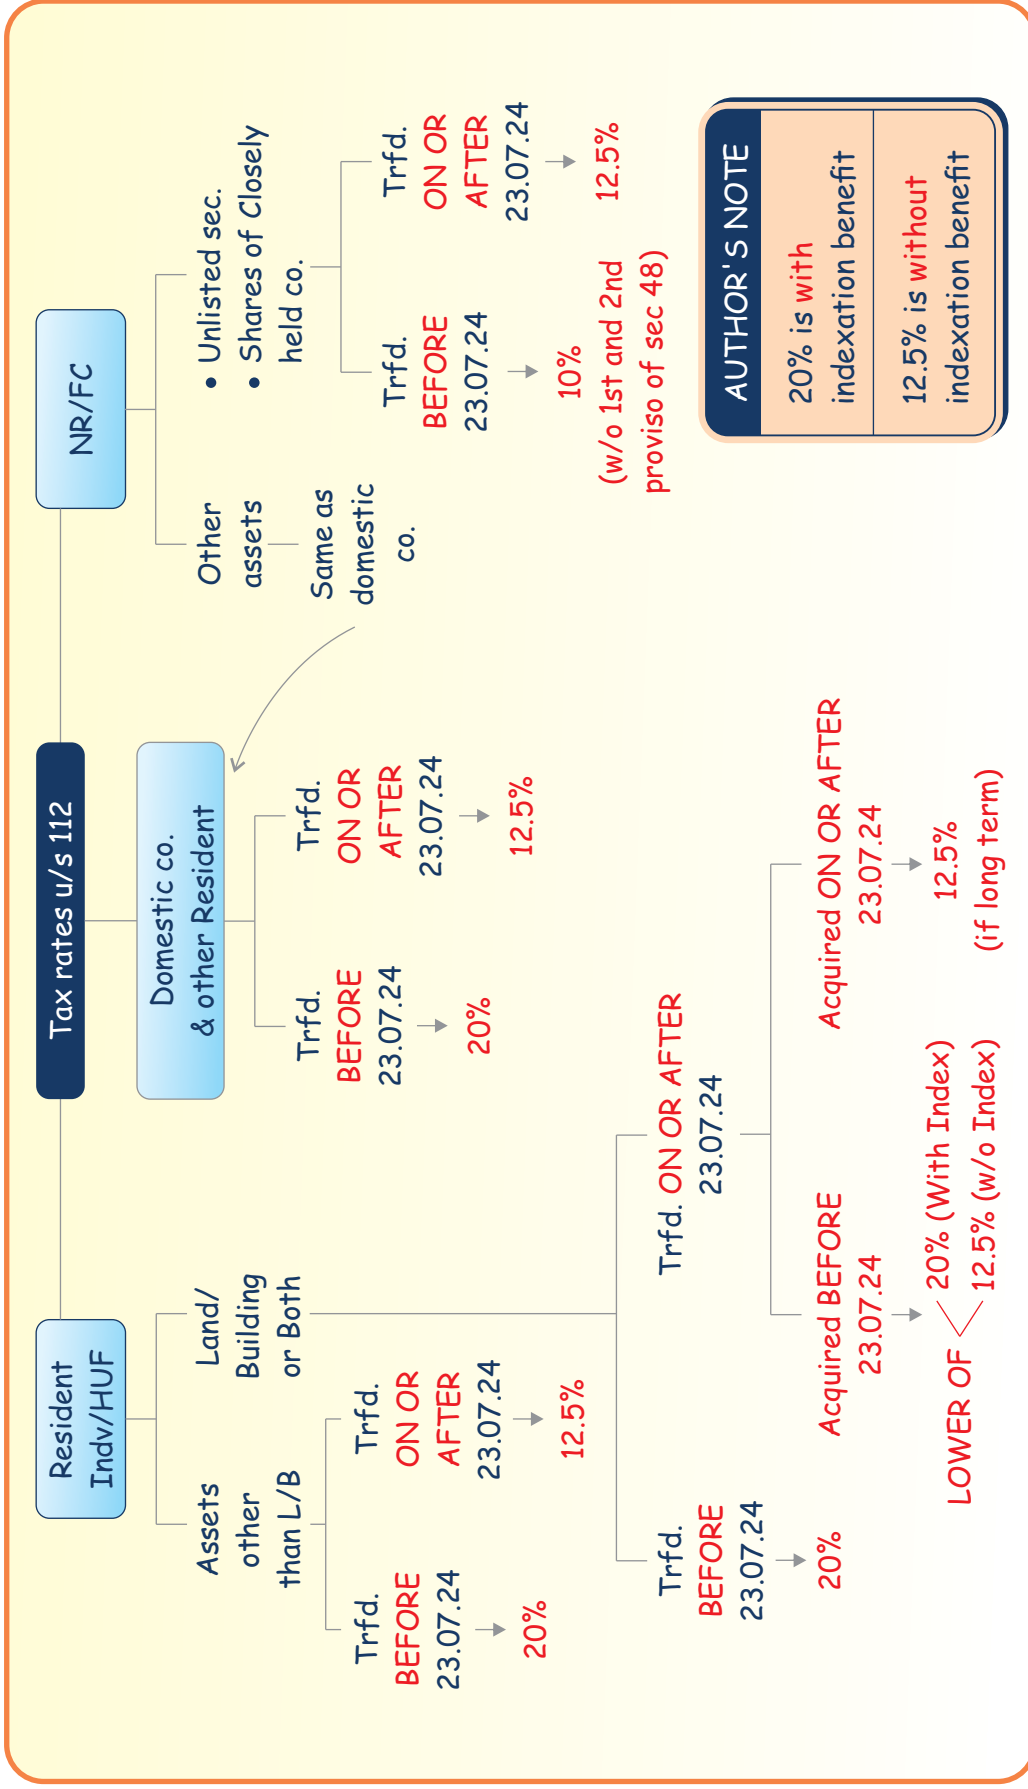 Tax rates u/s 112
Resident
Indv/HUF
Assets
other
than L/B
Trfd.
BEFORE
23.07.24
20%
Trfd.
ON OR
AFTER
23.07.24
12.5%
Land/
Building
or Both
Trfd.
BEFORE
23.07.24
20%
Trfd. ON OR AFTER
23.07.24
Acquired BEFORE
23.07.24
LOWER OF
20% (With Index)
12.5% (w/o Index)
Acquired ON OR AFTER
23.07.24
12.5%
(if long term)
Domestic co.
& other Resident
Trfd.
BEFORE
23.07.24
20%
Trfd.
ON OR
AFTER
23.07.24
12.5%
NR/FC
Other
assets
Same as
domestic
co.
• Unlisted sec.
• Shares of Closely
held co.
Trfd.
BEFORE
23.07.24
10%
(w/o 1st and 2nd
proviso of sec 48)
Trfd.
ON OR
AFTER
23.07.24
12.5%
AUTHOR'S NOTE
20% is with
indexation benefit
12.5% is without
indexation benefit